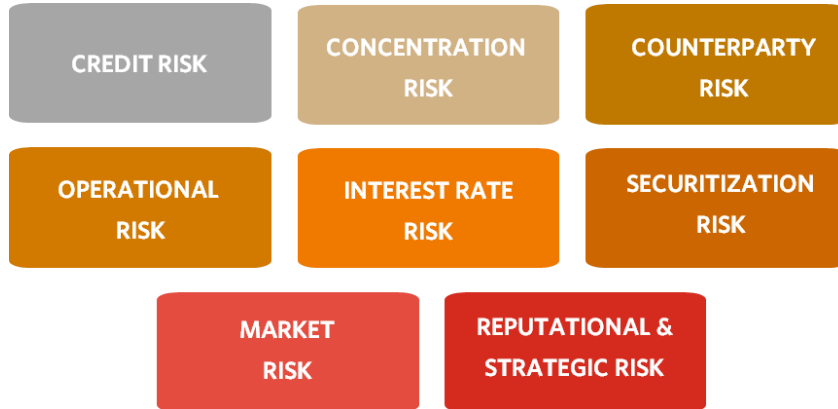 CREDIT RISK
CONCENTRATION
RISK
COUNTERPARTY
RISK
OPERATIONAL
RISK
INTEREST RATE
RISK
SECURITIZATION
RISK
MARKET
RISK
REPUTATIONAL &
STRATEGIC RISK